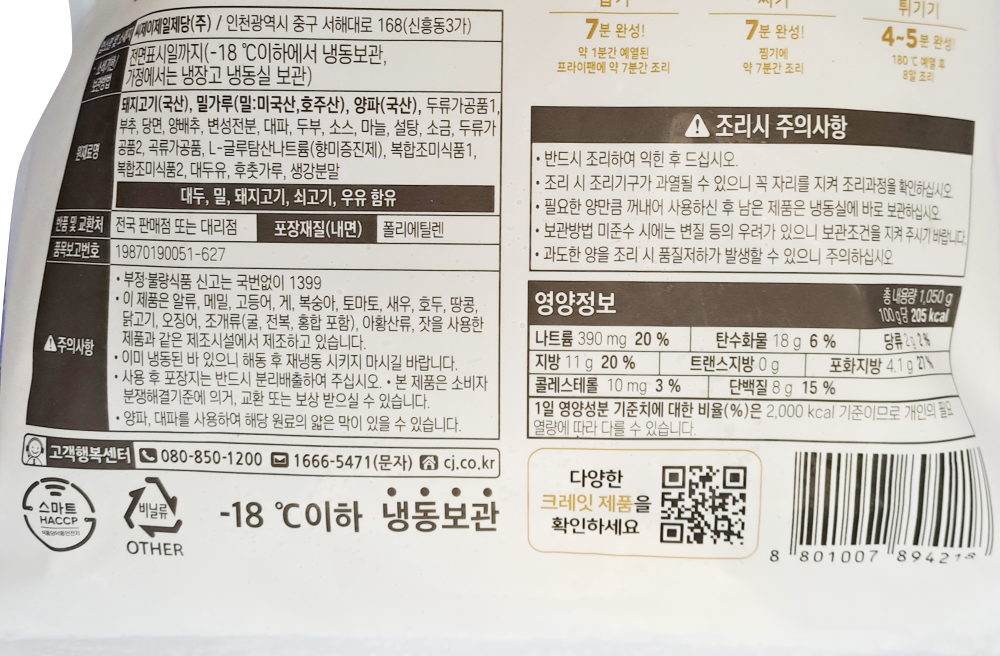 씨제이제일제당(주) / 인천광역시 중구 서해대로 168(신흥동3가)
전면표시일까지(-18 ℃이하에서 냉동보관,
가정에서는 냉장고 냉동실 보관)
보관방법
원재료명
돼지고기(국산), 밀가루(밀:미국산,호주산), 양파(국산), 두류가공품1,
부추, 당면, 양배추, 변성전분, 대파, 두부, 소스, 마늘, 설탕, 소금, 두류가
공품2, 곡류가공품, L-글루탐산나트륨(향미증진제), 복합조미식품1,
복합조미식품2, 대두유, 후춧가루, 생강분말
대두, 밀, 돼지고기, 쇠고기, 우유 함유
반품 및 교환처 전국 판매점 또는 대리점 포장재질(내면) 폴리에틸렌
품목보고번호 19870190051-627
주의사항
• 부정·불량식품 신고는 국번없이 1399
• 이 제품은 알류, 메밀, 고등어, 게, 복숭아, 토마토, 새우, 호두, 땅콩,
닭고기, 오징어, 조개류(굴, 전복, 홍합 포함), 아황산류, 잣을 사용한
제품과 같은 제조시설에서 제조하고 있습니다.
• 이미 냉동된 바 있으니 해동 후 재냉동 시키지 마시길 바랍니다.
• 사용 후 포장지는 반드시 분리배출하여 주십시오. • 본 제품은 소비자
분쟁해결기준에 의거, 교환 또는 보상 받으실 수 있습니다.
• 양파, 대파를 사용하여 해당 원료의 얇은 막이 있을 수 있습니다.
고객행복센터 080-850-1200 1666-5471(문자) cj.co.kr
스마트
HACCP
비닐류
OTHER
-18 ℃이하 냉동보관
튀기기
7분 완성!
약 1분간 예열된
프라이팬에 약 7분간 조리
7분 완성!
찜기에
약 7분간 조리
4~5분 완성!
180℃ 예열 후
8알 조리
조리시 주의사항
• 반드시 조리하여 익힌 후 드십시오.
• 조리 시 조리기구가 과열될 수 있으니 꼭 자리를 지켜 조리과정을 확인하십시오.
• 필요한 양만큼 꺼내어 사용하신 후 남은 제품은 냉동실에 바로 보관하십시오.
• 보관방법 미준수 시에는 변질 등의 우려가 있으니 보관조건을 지켜 주시기 바랍니다.
• 과도한 양을 조리 시 품질저하가 발생할 수 있으니 주의하십시오.
영양정보
총 내용량 1,050 g
100 g당 205 kcal
나트륨 390 mg 20 % 탄수화물 18 g 6 % 당류 2 g 2 %
지방 11 g 20 % 트랜스지방 0 g 포화지방 4.1 g 27 %
콜레스테롤 10 mg 3 % 단백질 8 g 15 %
1일 영양성분 기준치에 대한 비율(%)은 2,000 kcal 기준이므로 개인의 필요
열량에 따라 다를 수 있습니다.
다양한
크레잇 제품을
확인하세요
8 801007 894218